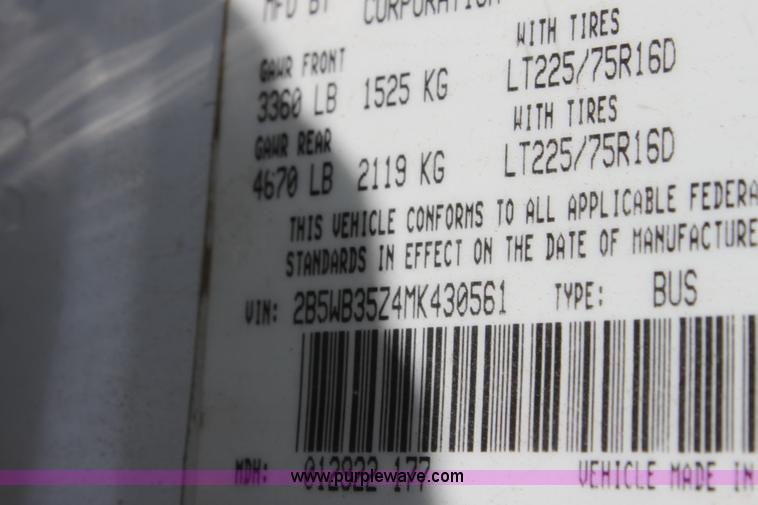 MFD BY CORPORATION
WITH TIRES
GAWR FRONT
3360 LB 1525 KG LT225/75R16D
WITH TIRES
GAWR REAR
4670 LB 2119 KG LT225/75R16D
THIS VEHICLE CONFORMS TO ALL APPLICABLE FEDERA
STANDARDS IN EFFECT ON THE DATE OF MANUFACTURE
VIN: 2B5WB35Z4MK430561 TYPE: BUS
MDH: 012822 177 VEHICLE MADE IN
www.purplewave.com